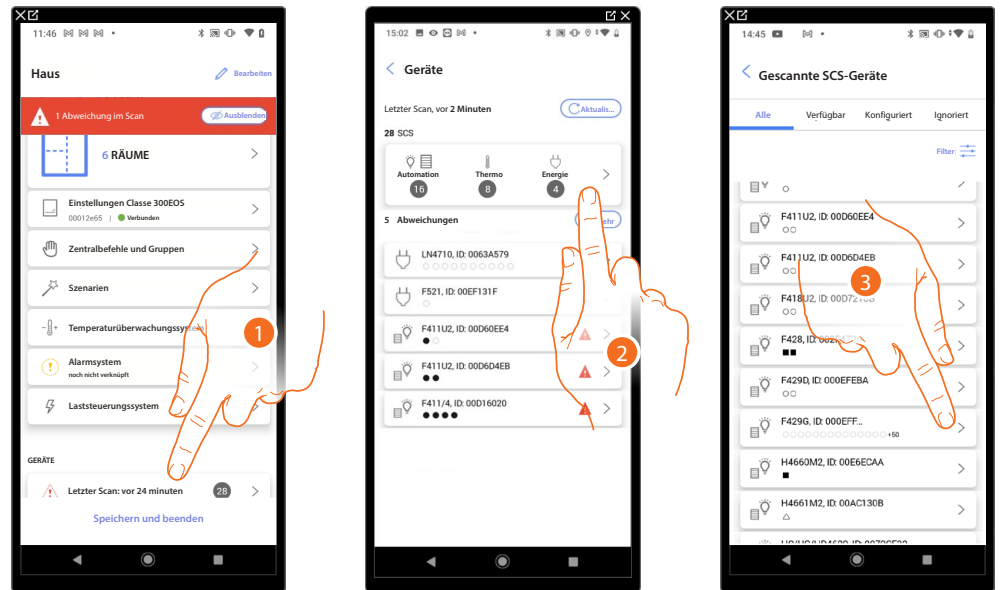 11:46
Haus
Bearbeiten
1 Abweichung im Scan
Ausblenden
6 RÄUME
Einstellungen Classe 300EOS
00012e65 | Verbunden
Zentralbefehle und Gruppen
Szenarien
Temperaturüberwachungssystem
Alarmsystem
noch nicht verknüpft
Laststeuerungssystem
GERÄTE
Letzter Scan: vor 24 minuten
28
Speichern und beenden
1
15:02
Geräte
Letzter Scan, vor 2 Minuten
Aktualis...
28 SCS
Automation Thermo Energie
16 8 4
5 Abweichungen
LN4710, ID: 0063A579
F521, ID: 00EF131F
F411U2, ID: 00D60EE4
F411U2, ID: 00D6D4EB
F411/4, ID: 00D16020
2
14:45
Gescannte SCS-Geräte
Alle Verfügbar Konfiguriert Ignoriert
Filter
F411U2, ID: 00D60EE4
F411U2, ID: 00D6D4EB
F418U2, ID:
F428, ID:
F429D, ID: 000EFEBA
F429G, ID: 000EFF...
+50
H4660M2, ID: 00E6ECAA
H4661M2, ID: 00AC130B
3